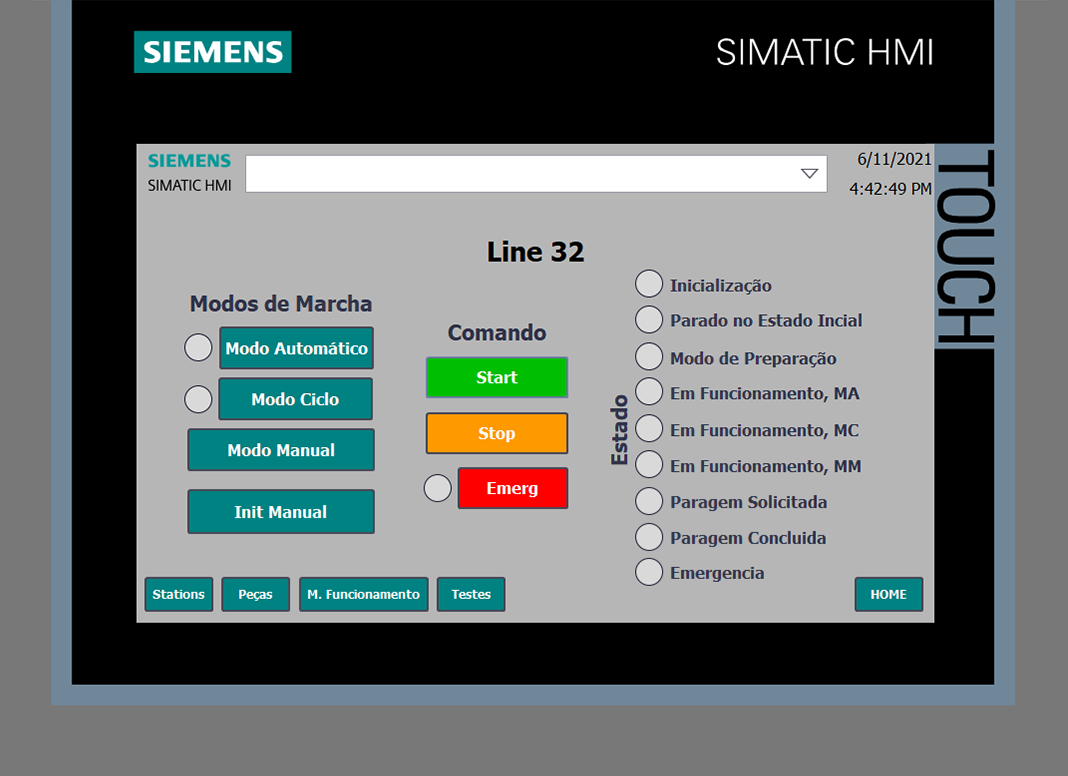 SIEMENS
SIMATIC HMI
SIEMENS
SIMATIC HMI
6/11/2021
4:42:49 PM
TOUCH
Line 32
Modos de Marcha
Modo Automático
Modo Ciclo
Modo Manual
Init Manual
Comando
Start
Stop
Emerg
Estado
Inicialização
Parado no Estado Incial
Modo de Preparação
Em Funcionamento, MA
Em Funcionamento, MC
Em Funcionamento, MM
Paragem Solicitada
Paragem Concluida
Emergencia
Stations
Peças
M. Funcionamento
Testes
HOME